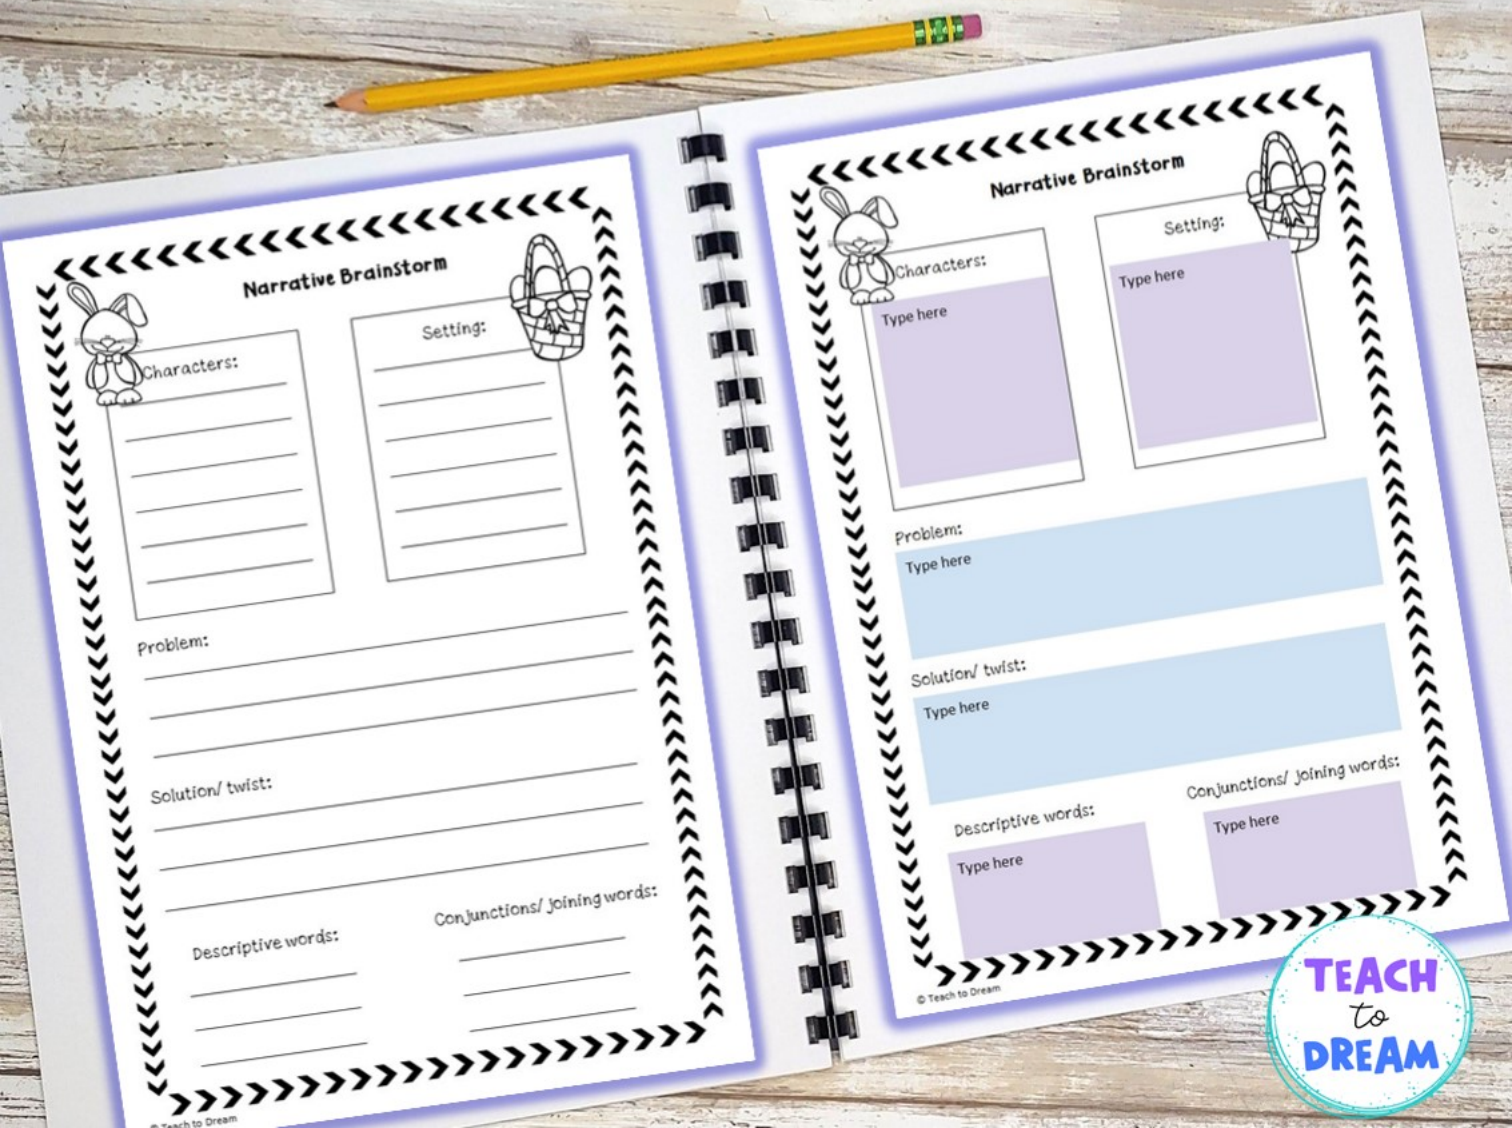 Narrative BrainStorm
Characters:
Setting:
Problem:
Solution/ twist:
Descriptive words:
Conjunctions/ joining words:
© Teach to Dream
Narrative BrainStorm
Characters:
Type here
Setting:
Type here
Problem:
Type here
Solution/ twist:
Type here
Descriptive words:
Type here
Conjunctions/ joining words:
Type here
© Teach to Dream
TEACH
to
DREAM